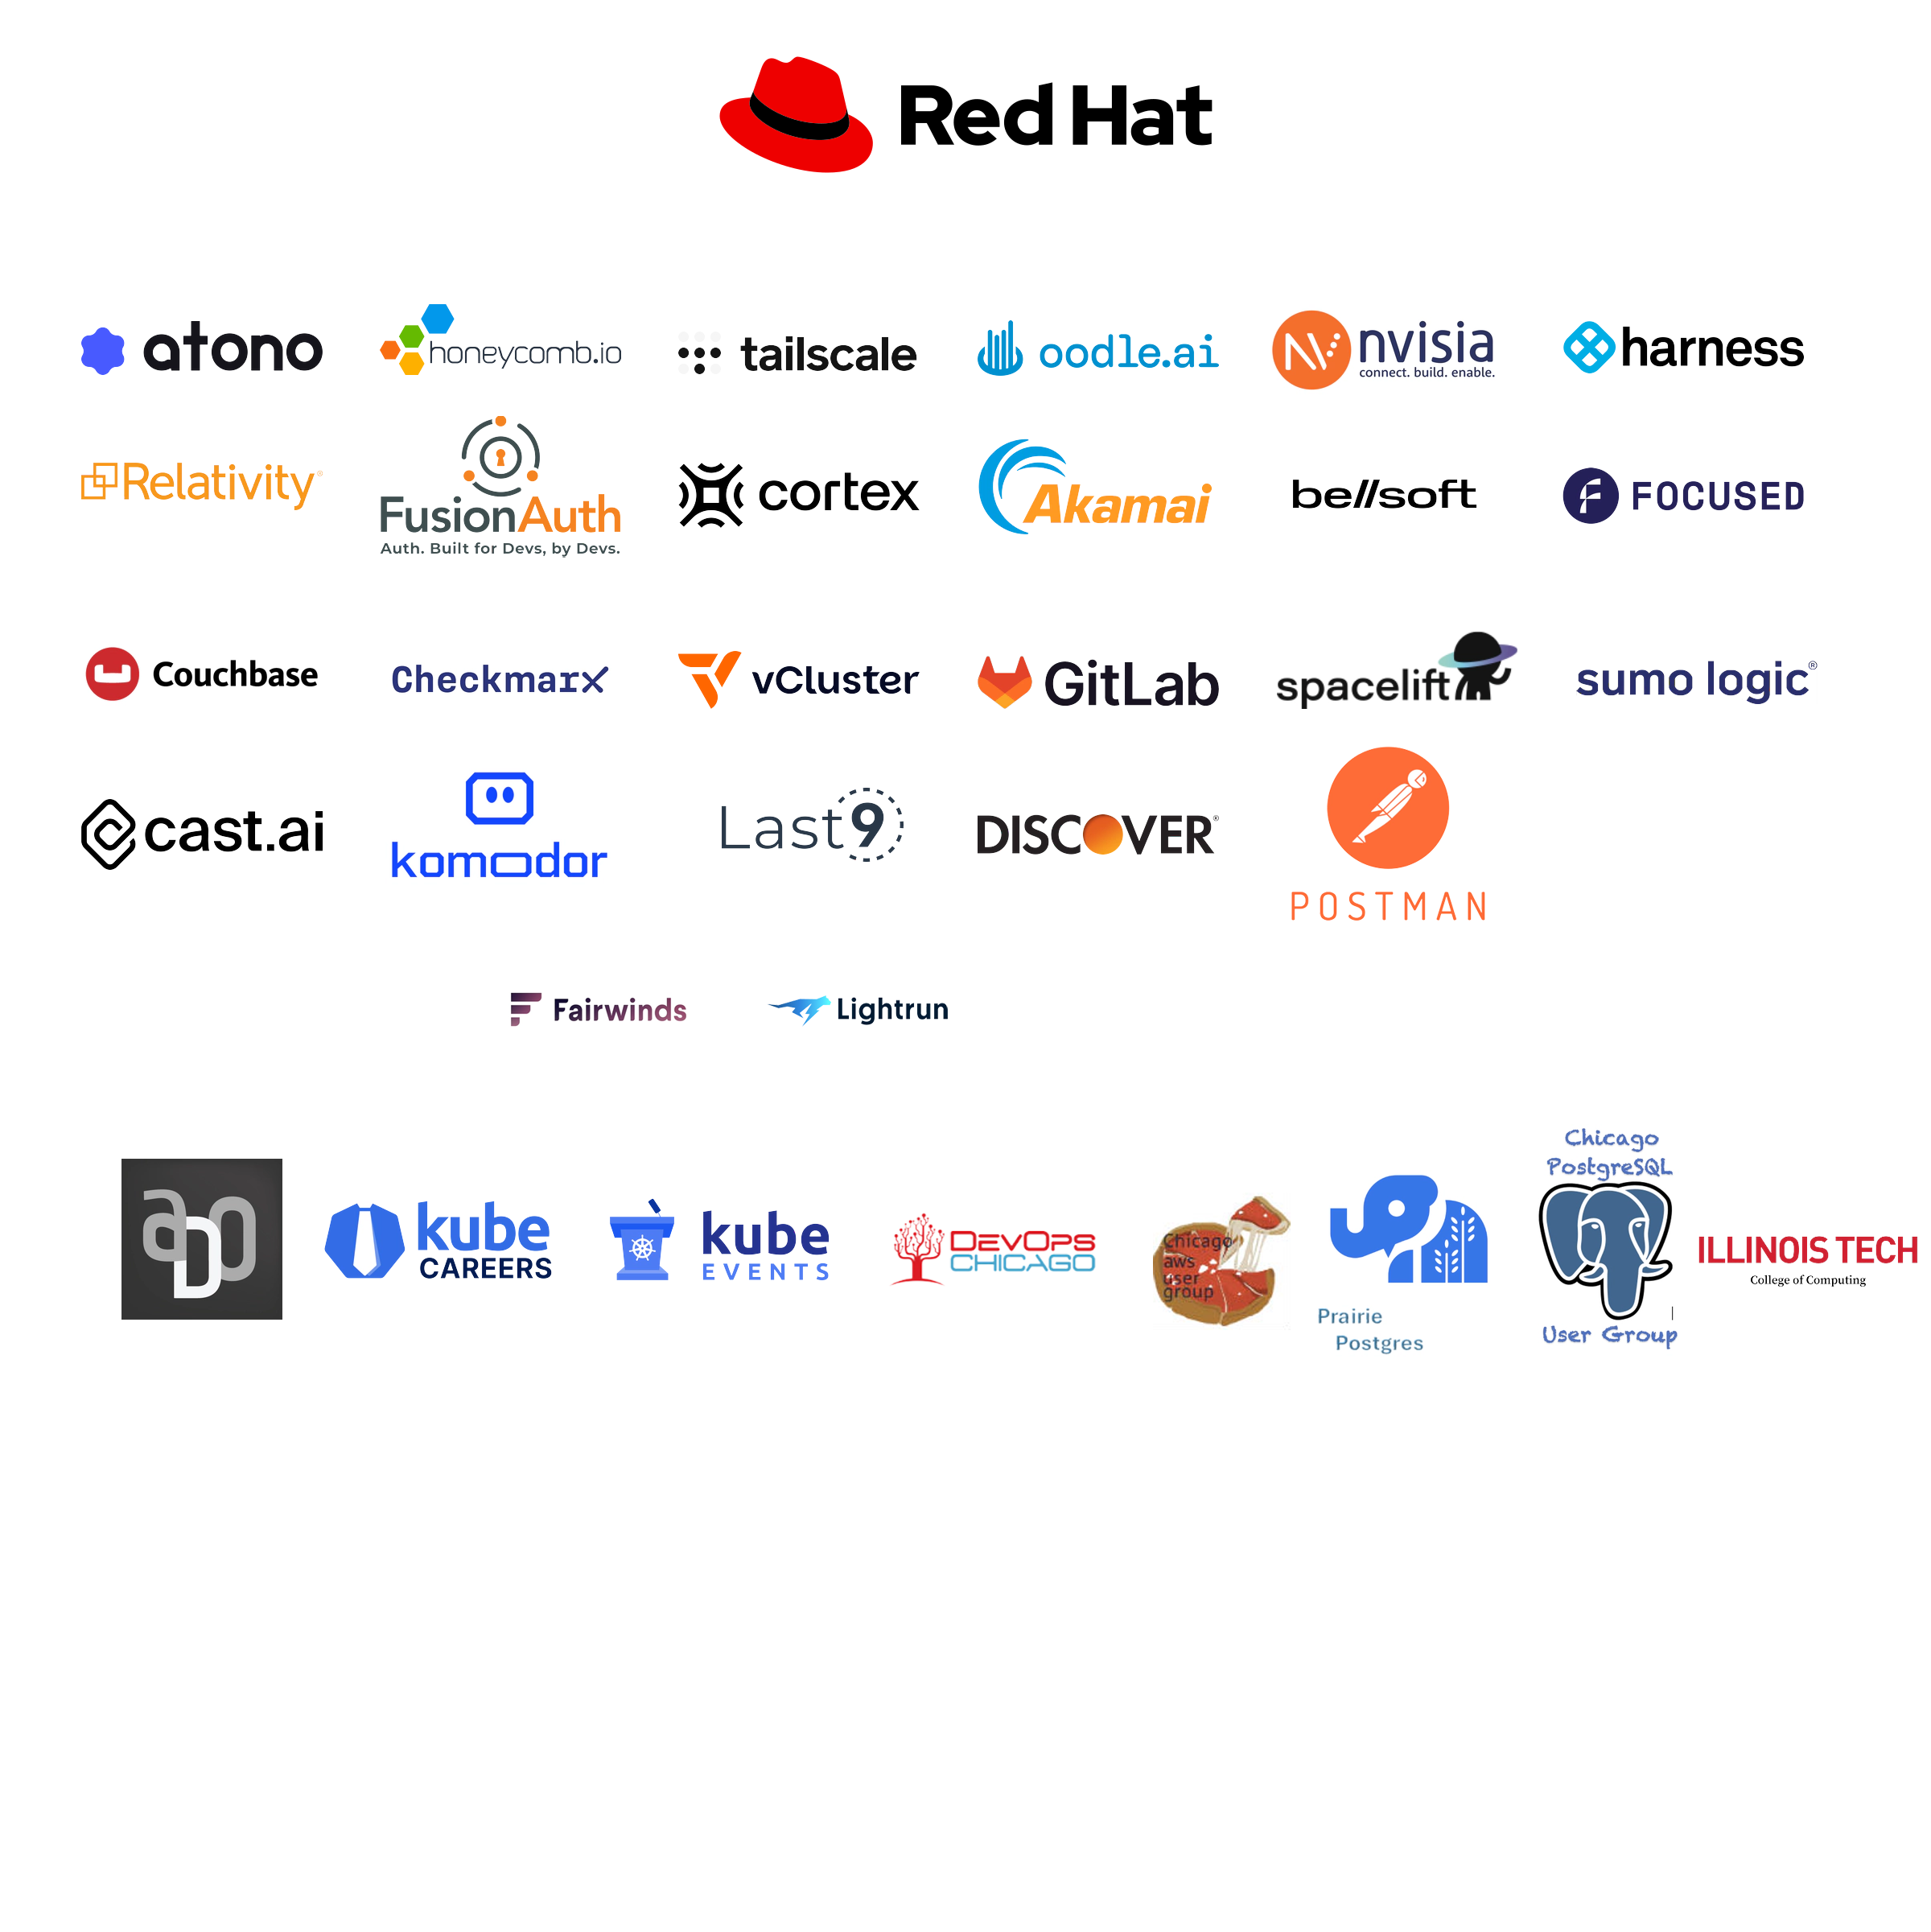 Red Hat
atono
honeycomb.io
tailscale
oodle.ai
nvisia
connect. build. enable.
harness
Relativity®
FusionAuth
Auth. Built for Devs, by Devs.
cortex
Akamai
bellsoft
FOCUSED
Couchbase
Checkmarx
vCluster
GitLab
spacelift
sumo logic®
cast.ai
komodor
Last9
DISCOVER®
POSTMAN
Fairwinds
Lightrun
aDO
kube
CAREERS
kube
EVENTS
DEVOPS
CHICAGO
Chicago
aws
user
group
Prairie
Postgres
Chicago
PostgreSQL
User Group
ILLINOIS TECH
College of Computing